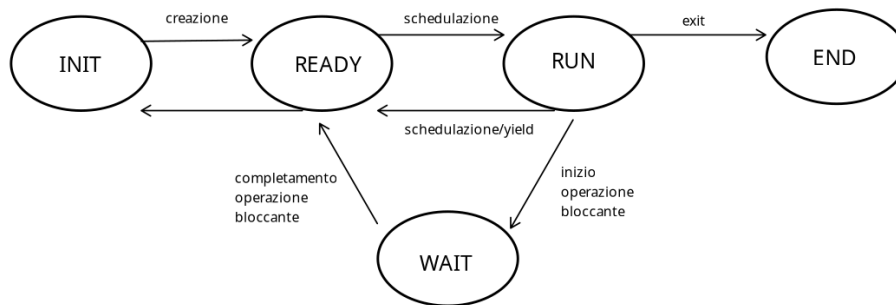 creazione
schedulazione
exit
INIT
READY
RUN
END
schedulazione/yield
completamento
operazione
bloccante
inizio
operazione
bloccante
WAIT